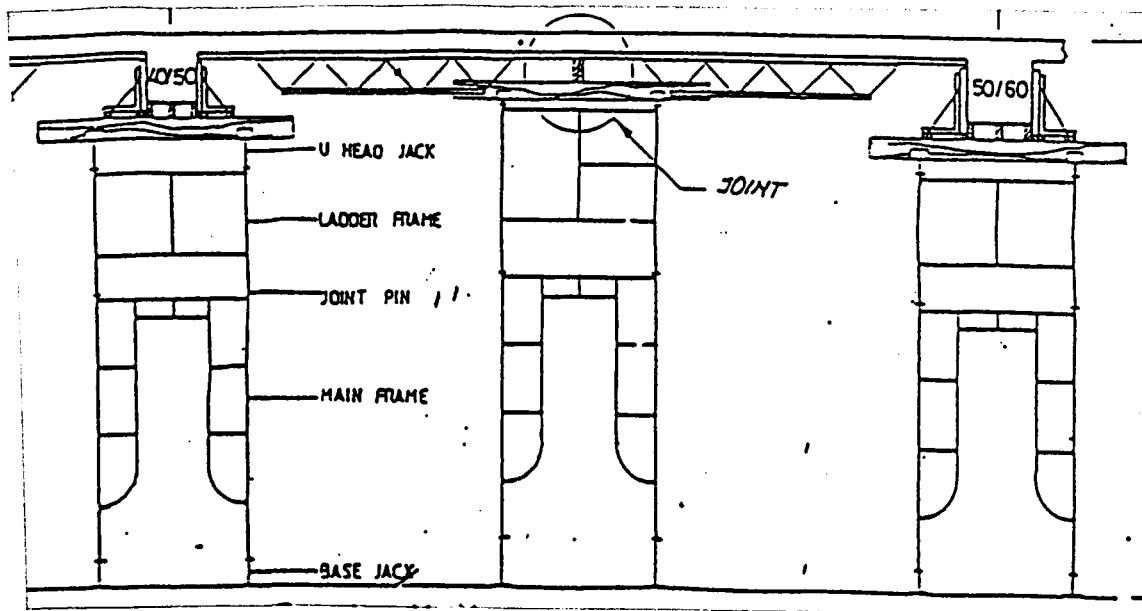 40/50
50/60
U HEAD JACK
JOINT
LADDER FRAME
JOINT PIN
MAIN FRAME
BASE JACK